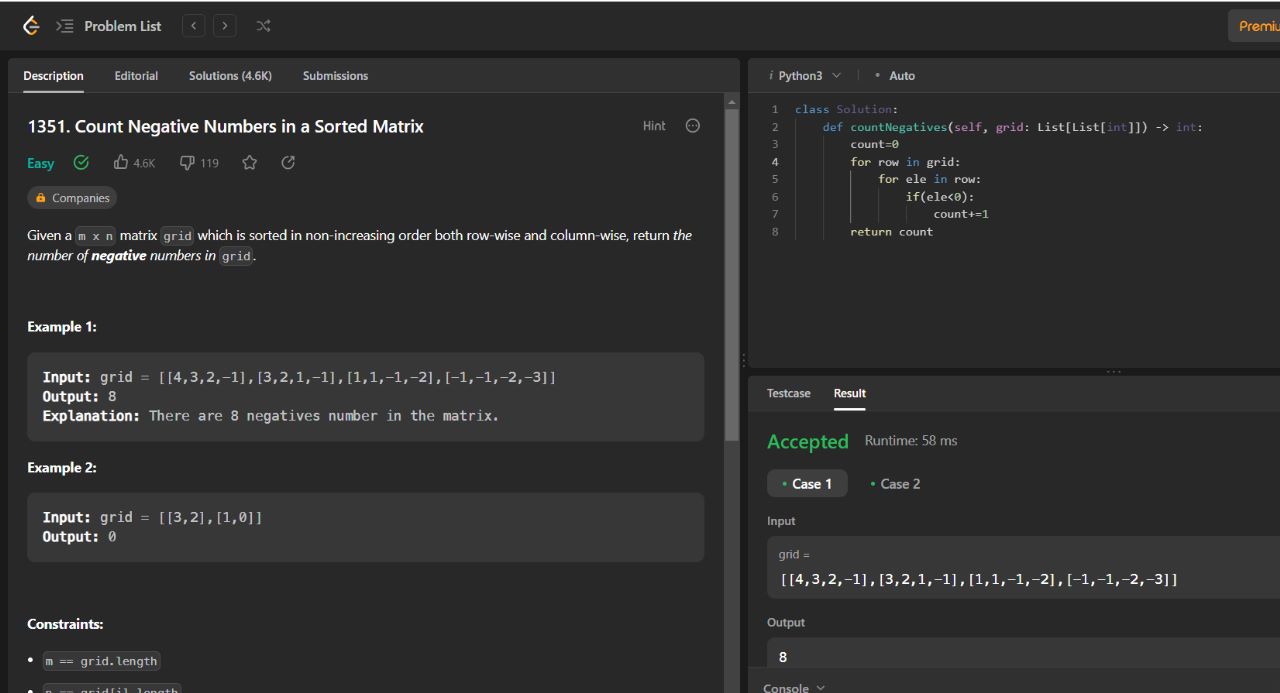 Problem List
Premiu
Description Editorial Solutions (4.6K) Submissions
1351. Count Negative Numbers in a Sorted Matrix
Hint
Easy 4.6K 119
Companies
Given a m x n matrix grid which is sorted in non-increasing order both row-wise and column-wise, return the
number of negative numbers in grid.
Example 1:
Input: grid = [[4,3,2,−1],[3,2,1,−1],[1,1,−1,−2],[−1,−1,−2,−3]]
Output: 8
Explanation: There are 8 negatives number in the matrix.
Example 2:
Input: grid = [[3,2],[1,0]]
Output: 0
Constraints:
• m == grid.length
• n == grid[i].length
i Python3 • Auto
1 class Solution:
2 def countNegatives(self, grid: List[List[int]]) -> int:
3 count=0
4 for row in grid:
5 for ele in row:
6 if(ele<0):
7 count+=1
8 return count
Testcase Result
Accepted Runtime: 58 ms
• Case 1 • Case 2
Input
grid =
[[4,3,2,−1],[3,2,1,−1],[1,1,−1,−2],[−1,−1,−2,−3]]
Output
8
Console